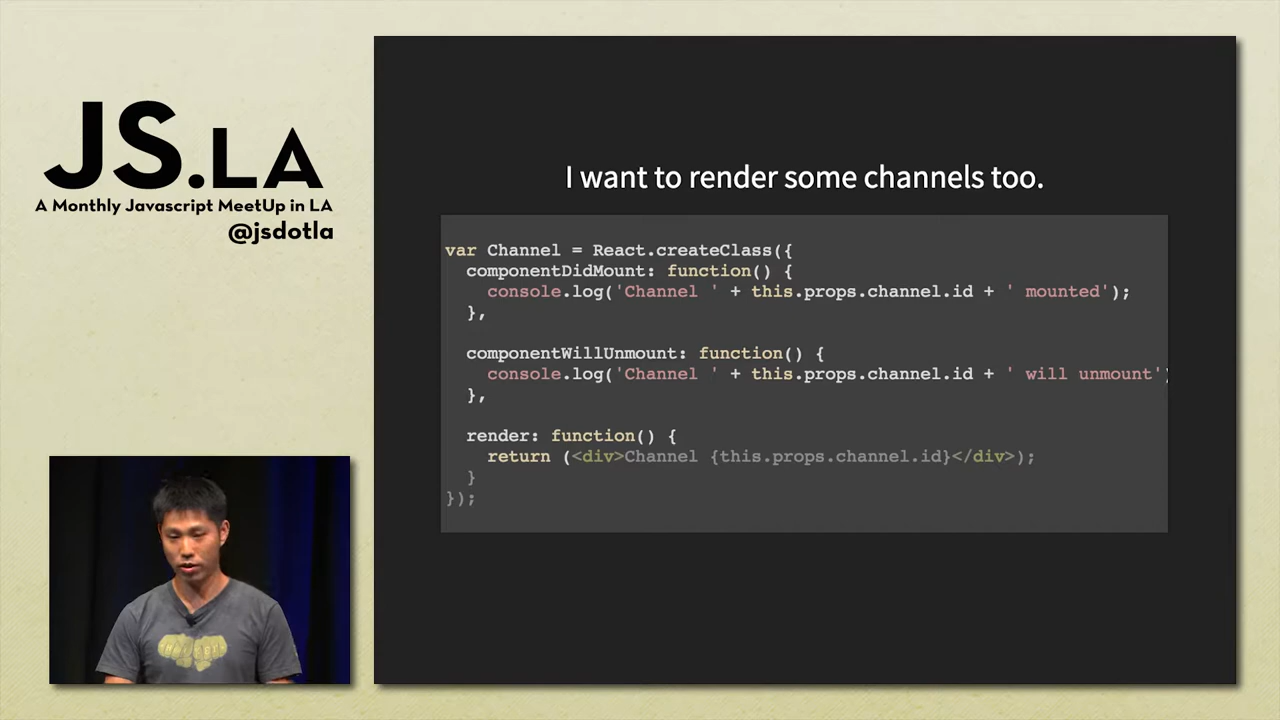 JS.LA
A Monthly Javascript MeetUp in LA
@jsdotla
I want to render some channels too.
var Channel = React.createClass({
  componentDidMount: function() {
    console.log('Channel ' + this.props.channel.id + ' mounted');
  },

  componentWillUnmount: function() {
    console.log('Channel ' + this.props.channel.id + ' will unmount')
  },

  render: function() {
    return (<div>Channel {this.props.channel.id}</div>);
  }
});